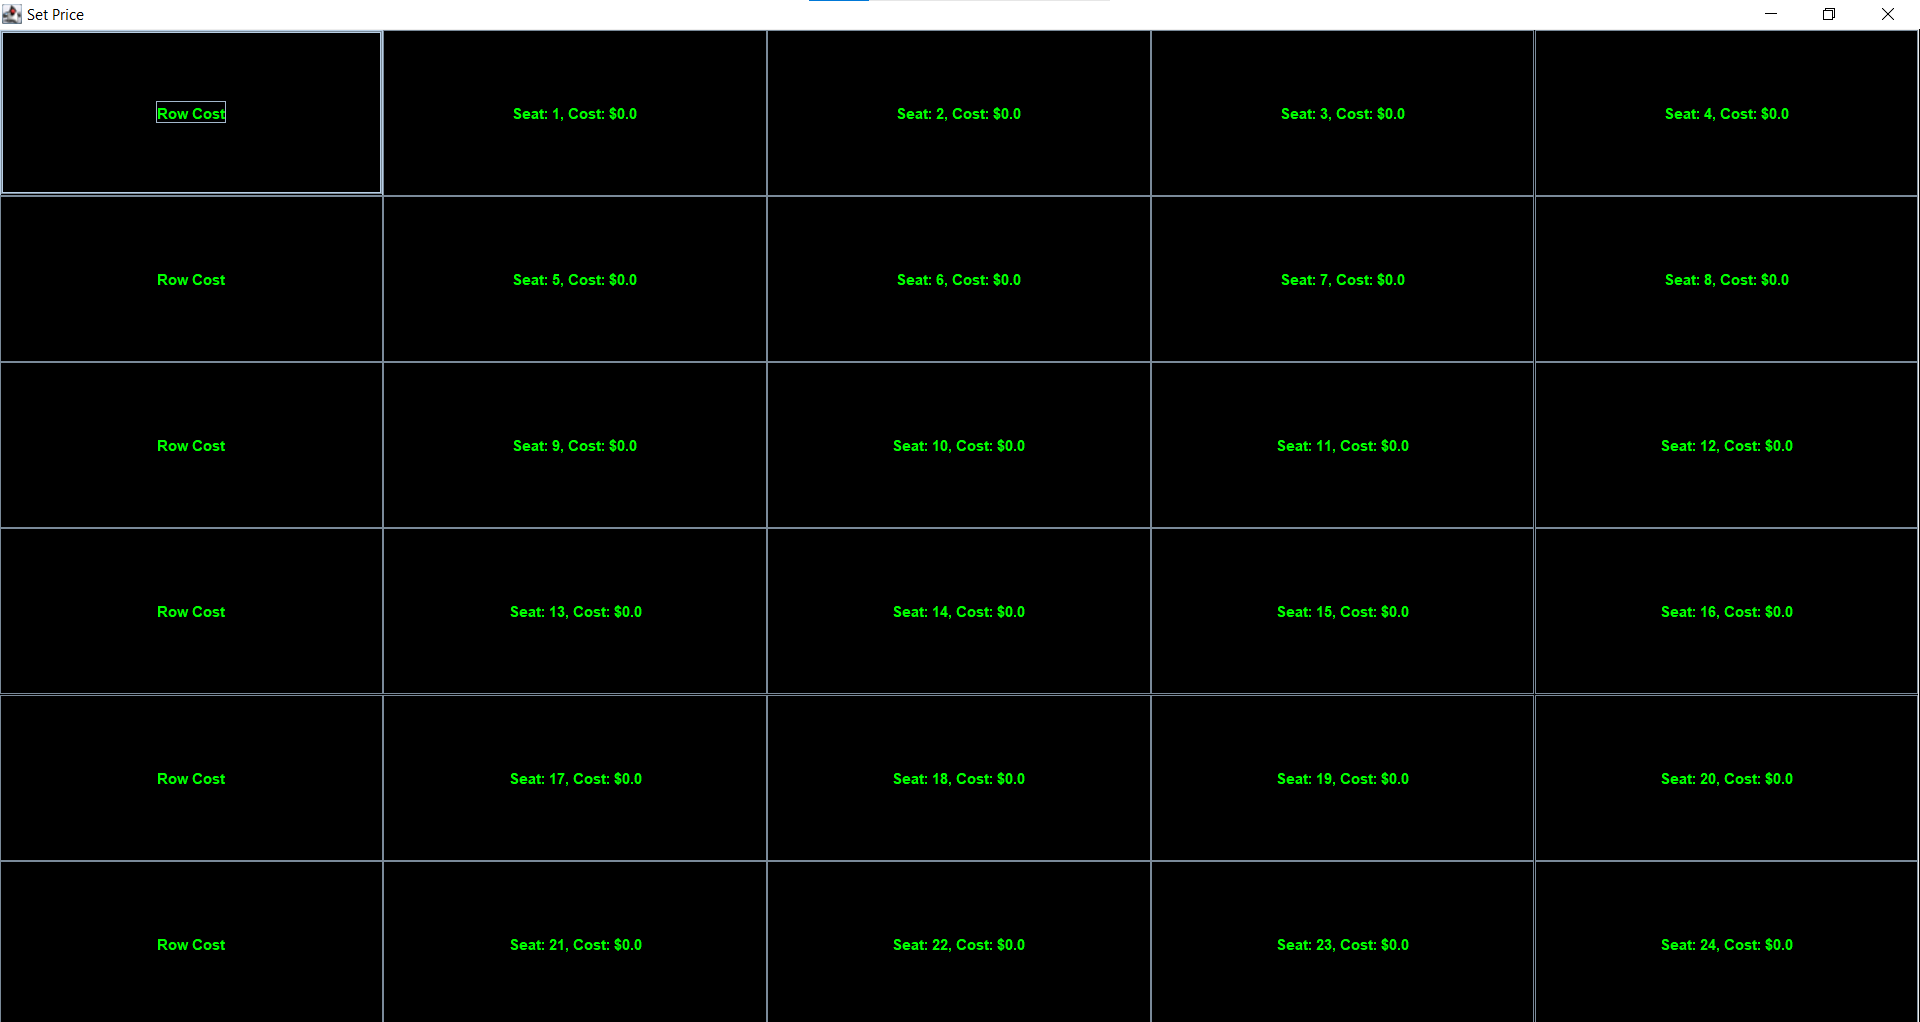 Set Price
Row Cost Seat: 1, Cost: $0.0 Seat: 2, Cost: $0.0 Seat: 3, Cost: $0.0 Seat: 4, Cost: $0.0
Row Cost Seat: 5, Cost: $0.0 Seat: 6, Cost: $0.0 Seat: 7, Cost: $0.0 Seat: 8, Cost: $0.0
Row Cost Seat: 9, Cost: $0.0 Seat: 10, Cost: $0.0 Seat: 11, Cost: $0.0 Seat: 12, Cost: $0.0
Row Cost Seat: 13, Cost: $0.0 Seat: 14, Cost: $0.0 Seat: 15, Cost: $0.0 Seat: 16, Cost: $0.0
Row Cost Seat: 17, Cost: $0.0 Seat: 18, Cost: $0.0 Seat: 19, Cost: $0.0 Seat: 20, Cost: $0.0
Row Cost Seat: 21, Cost: $0.0 Seat: 22, Cost: $0.0 Seat: 23, Cost: $0.0 Seat: 24, Cost: $0.0